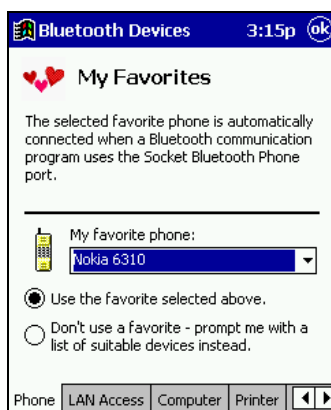 Bluetooth Devices 3:15p ok
My Favorites
The selected favorite phone is automatically
connected when a Bluetooth communication
program uses the Socket Bluetooth Phone
port.
My favorite phone:
Nokia 6310
Use the favorite selected above.
Don't use a favorite - prompt me with a
list of suitable devices instead.
Phone LAN Access Computer Printer